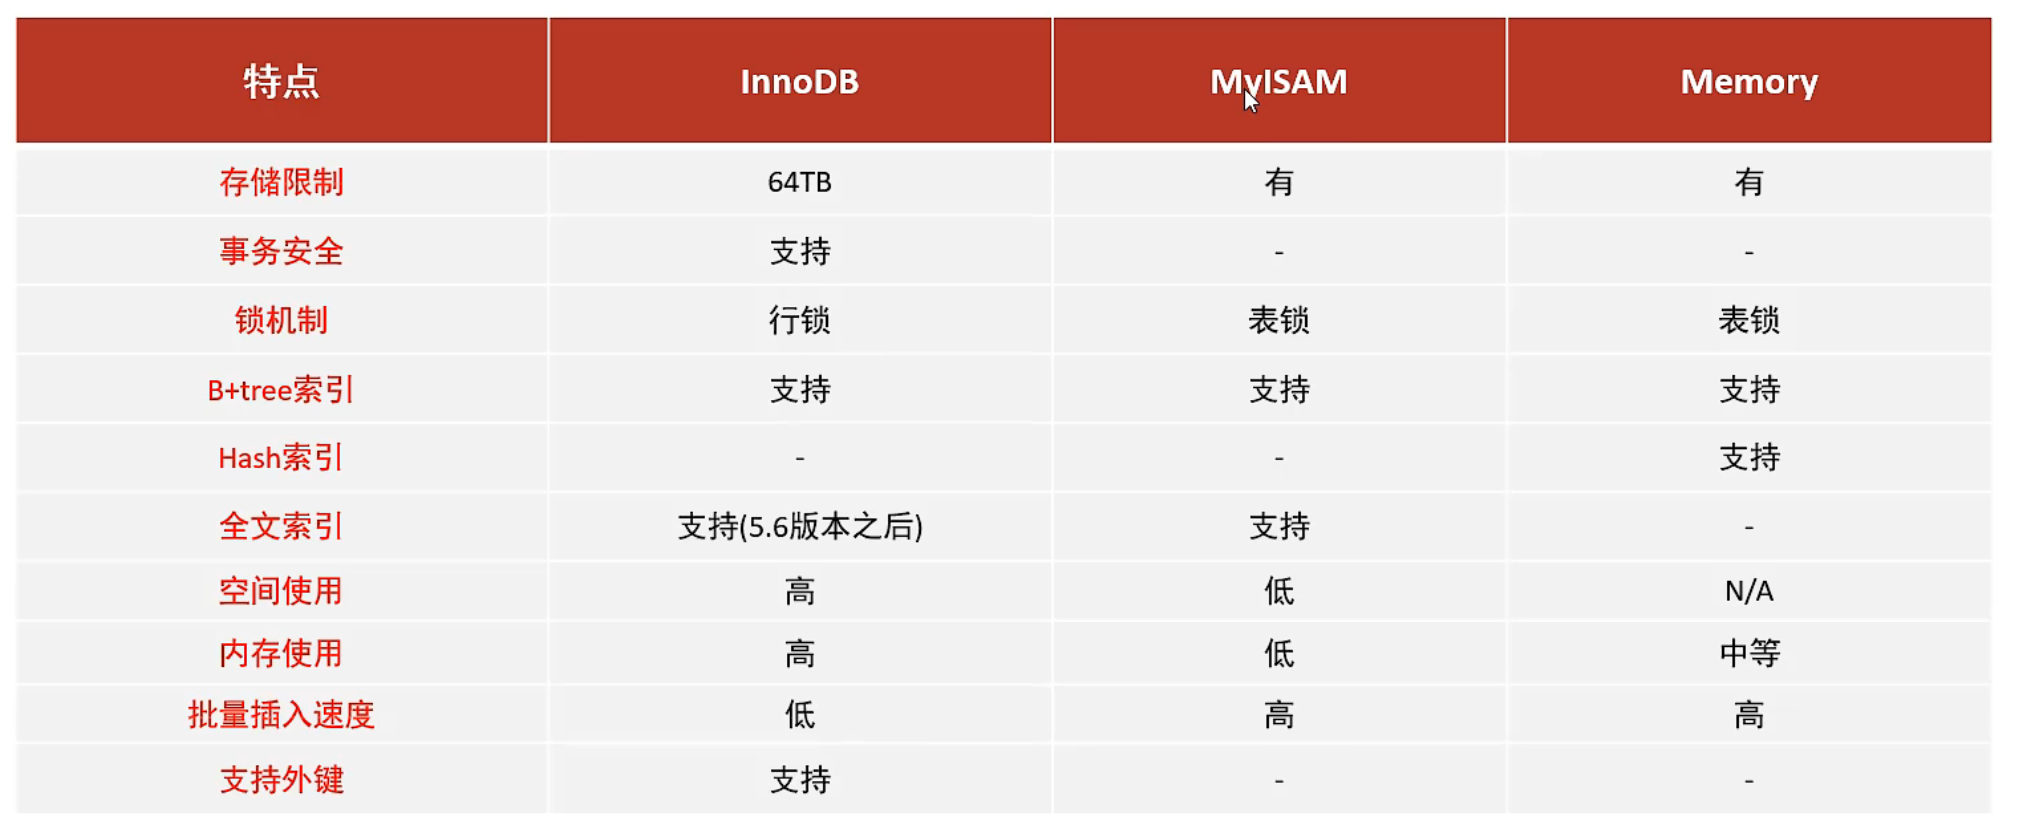 特点 InnoDB MyISAM Memory
存储限制 64TB 有 有
事务安全 支持 - -
锁机制 行锁 表锁 表锁
B+tree索引 支持 支持 支持
Hash索引 - - 支持
全文索引 支持(5.6版本之后) 支持 -
空间使用 高 低 N/A
内存使用 高 低 中等
批量插入速度 低 高 高
支持外键 支持 - -